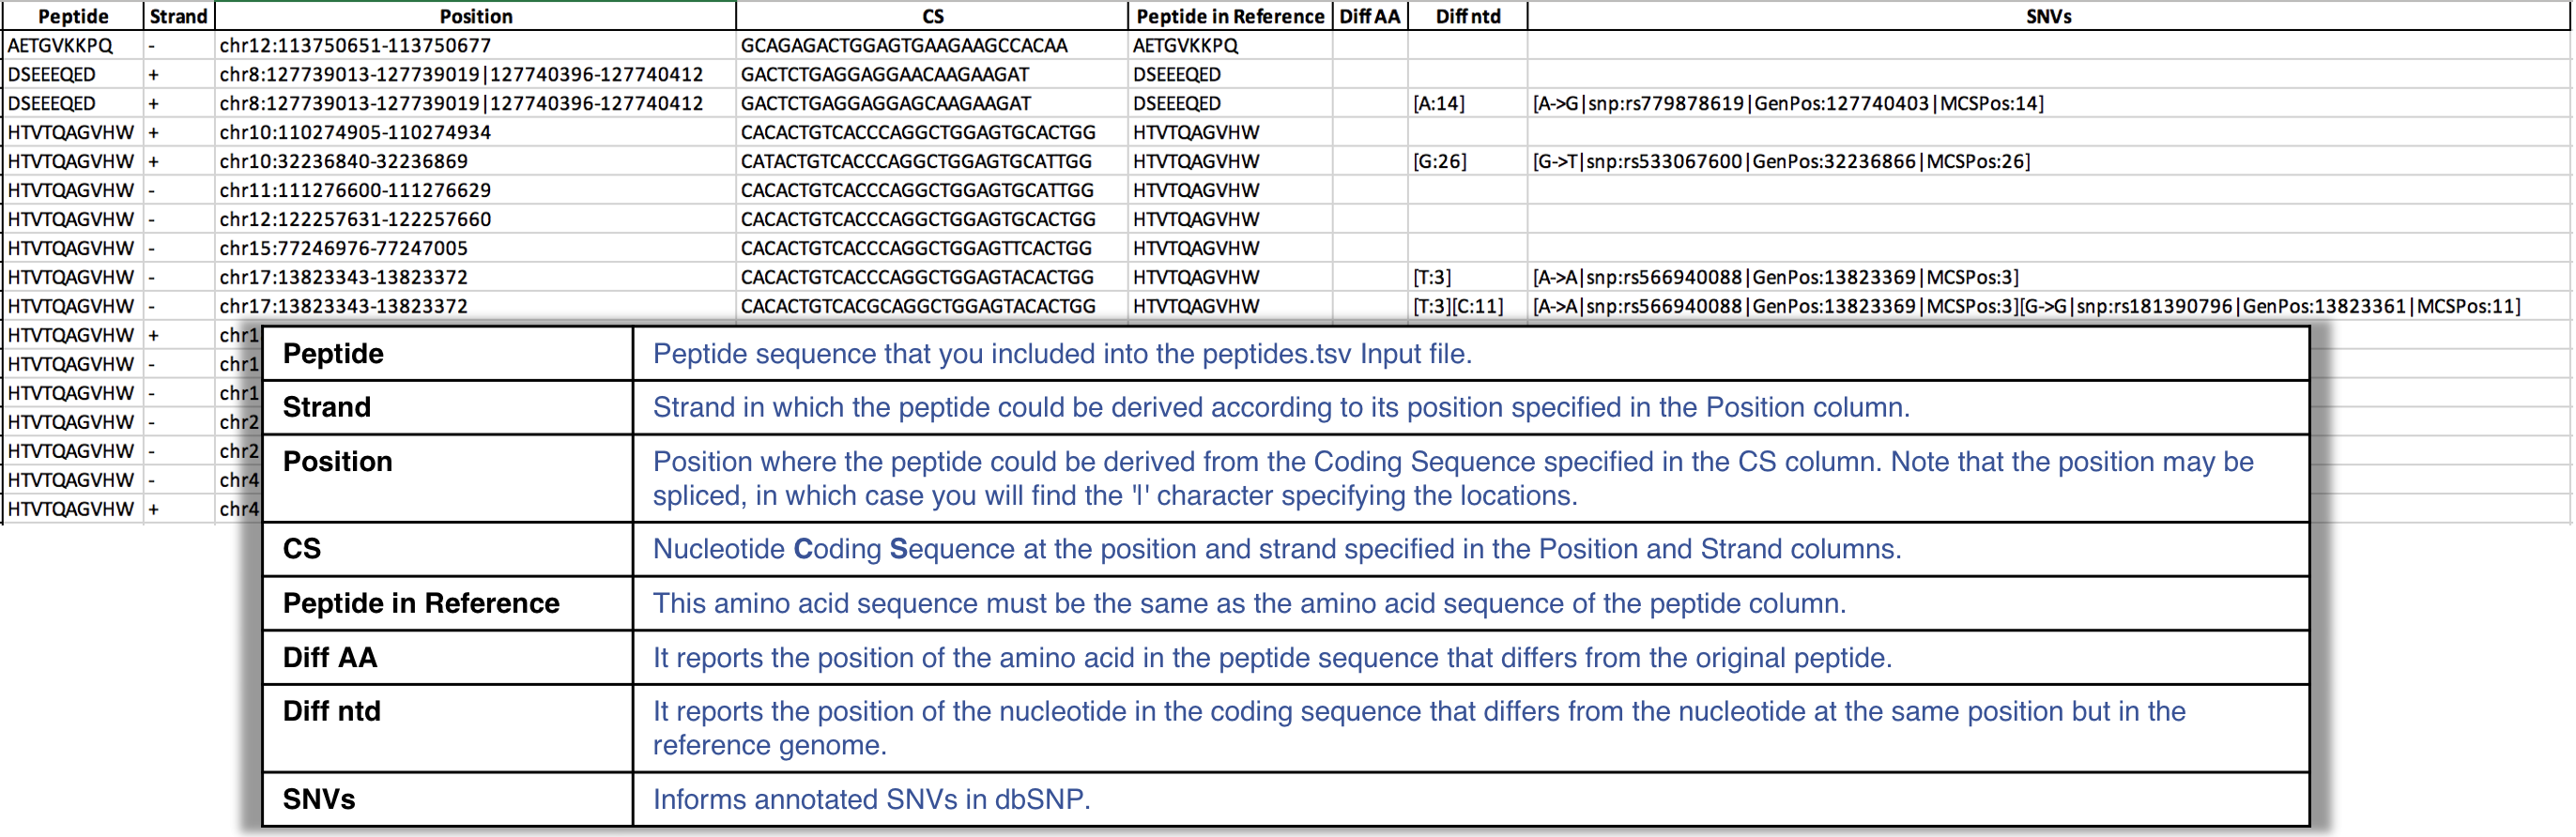 Peptide Strand Position CS Peptide in Reference Diff AA Diff ntd SNVs
AETGVKKPQ - chr12:113750651-113750677 GCAGAGACTGGAGTGAAGAAGCCACAA AETGVKKPQ
DSEEEQED + chr8:127739013-127739019|127740396-127740412 GACTCTGAGGAGGAACAAGAAGAT DSEEEQED
DSEEEQED + chr8:127739013-127739019|127740396-127740412 GACTCTGAGGAGGAGCAAGAAGAT DSEEEQED [A:14] [A->G|snp:rs779878619|GenPos:127740403|MCSPos:14]
HTVTQAGVHW + chr10:110274905-110274934 CACACTGTCACCCAGGCTGGAGTGCACTGG HTVTQAGVHW
HTVTQAGVHW + chr10:32236840-32236869 CATACTGTCACCCAGGCTGGAGTGCATTGG HTVTQAGVHW [G:26] [G->T|snp:rs533067600|GenPos:32236866|MCSPos:26]
HTVTQAGVHW - chr11:111276600-111276629 CACACTGTCACCCAGGCTGGAGTGCATTGG HTVTQAGVHW
HTVTQAGVHW - chr12:122257631-122257660 CACACTGTCACCCAGGCTGGAGTGCACTGG HTVTQAGVHW
HTVTQAGVHW - chr15:77246976-77247005 CACACTGTCACCCAGGCTGGAGTTCACTGG HTVTQAGVHW
HTVTQAGVHW - chr17:13823343-13823372 CACACTGTCACCCAGGCTGGAGTACACTGG HTVTQAGVHW [T:3] [A->A|snp:rs566940088|GenPos:13823369|MCSPos:3]
HTVTQAGVHW - chr17:13823343-13823372 CACACTGTCACGCAGGCTGGAGTACACTGG HTVTQAGVHW [T:3][C:11] [A->A|snp:rs566940088|GenPos:13823369|MCSPos:3][G->G|snp:rs181390796|GenPos:13823361|MCSPos:11]
HTVTQAGVHW + chr1
HTVTQAGVHW - chr1
HTVTQAGVHW - chr1
HTVTQAGVHW - chr2
HTVTQAGVHW - chr2
HTVTQAGVHW - chr4
HTVTQAGVHW + chr4
Peptide Peptide sequence that you included into the peptides.tsv Input file.
Strand Strand in which the peptide could be derived according to its position specified in the Position column.
Position Position where the peptide could be derived from the Coding Sequence specified in the CS column. Note that the position may be
spliced, in which case you will find the '|' character specifying the locations.
CS Nucleotide Coding Sequence at the position and strand specified in the Position and Strand columns.
Peptide in Reference This amino acid sequence must be the same as the amino acid sequence of the peptide column.
Diff AA It reports the position of the amino acid in the peptide sequence that differs from the original peptide.
Diff ntd It reports the position of the nucleotide in the coding sequence that differs from the nucleotide at the same position but in the
reference genome.
SNVs Informs annotated SNVs in dbSNP.